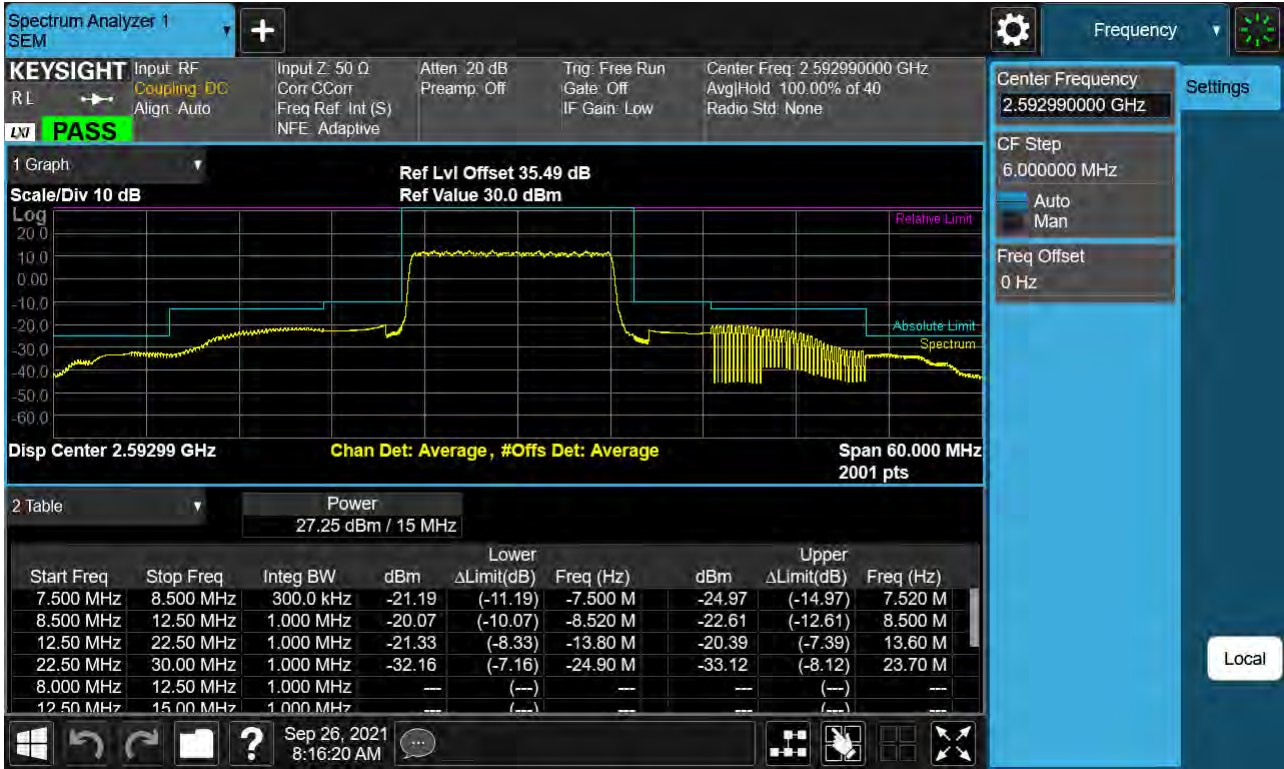 Spectrum Analyzer 1
SEM
Frequency
KEYSIGHT
R L
LXI PASS
Input: RF
Coupling: DC
Align: Auto
Input Z: 50 Ω
Corr CCorr
Freq Ref: Int (S)
NFE: Adaptive
Atten: 20 dB
Preamp: Off
Trig: Free Run
Gate: Off
IF Gain: Low
Center Freq: 2.592990000 GHz
Avg|Hold: 100.00% of 40
Radio Std: None
Center Frequency
2.592990000 GHz
Settings
CF Step
6.000000 MHz
Auto
Man
Freq Offset
0 Hz
1 Graph
Ref Lvl Offset 35.49 dB
Scale/Div 10 dB
Ref Value 30.0 dBm
Log
Relative Limit
20.0
10.0
0.00
-10.0
-20.0
Absolute Limit
Spectrum
-30.0
-40.0
-50.0
-60.0
Disp Center 2.59299 GHz
Chan Det: Average , #Offs Det: Average
Span 60.000 MHz
2001 pts
2 Table
Power
27.25 dBm / 15 MHz
Lower Upper
Start Freq Stop Freq Integ BW dBm ΔLimit(dB) Freq (Hz) dBm ΔLimit(dB) Freq (Hz)
7.500 MHz 8.500 MHz 300.0 kHz -21.19 (-11.19) -7.500 M -24.97 (-14.97) 7.520 M
8.500 MHz 12.50 MHz 1.000 MHz -20.07 (-10.07) -8.520 M -22.61 (-12.61) 8.500 M
12.50 MHz 22.50 MHz 1.000 MHz -21.33 (-8.33) -13.80 M -20.39 (-7.39) 13.60 M
22.50 MHz 30.00 MHz 1.000 MHz -32.16 (-7.16) -24.90 M -33.12 (-8.12) 23.70 M
8.000 MHz 12.50 MHz 1.000 MHz --- (---) --- --- (---) ---
12.50 MHz 15.00 MHz 1.000 MHz --- (---) --- --- (---) ---
Local
Sep 26, 2021
8:16:20 AM